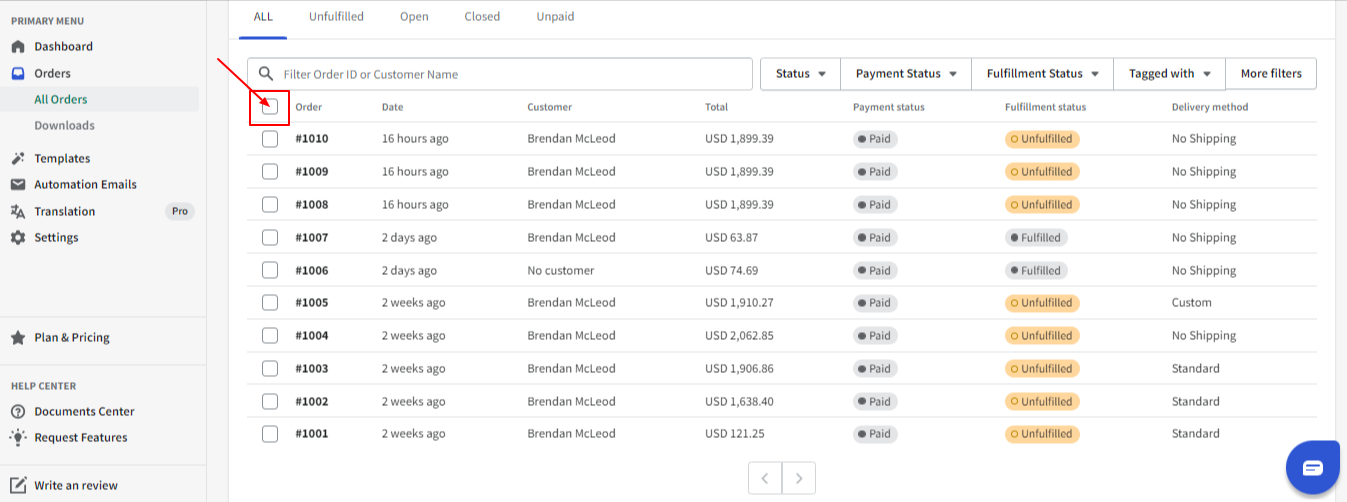 PRIMARY MENU
Dashboard
Orders
All Orders
Downloads
Templates
Automation Emails
Translation Pro
Settings
Plan & Pricing
HELP CENTER
Documents Center
Request Features
Write an review
ALL Unfulfilled Open Closed Unpaid
Filter Order ID or Customer Name Status Payment Status Fulfillment Status Tagged with More filters
Order Date Customer Total Payment status Fulfillment status Delivery method
#1010 16 hours ago Brendan McLeod USD 1,899.39 Paid Unfulfilled No Shipping
#1009 16 hours ago Brendan McLeod USD 1,899.39 Paid Unfulfilled No Shipping
#1008 16 hours ago Brendan McLeod USD 1,899.39 Paid Unfulfilled No Shipping
#1007 2 days ago Brendan McLeod USD 63.87 Paid Fulfilled No Shipping
#1006 2 days ago No customer USD 74.69 Paid Fulfilled No Shipping
#1005 2 weeks ago Brendan McLeod USD 1,910.27 Paid Unfulfilled Custom
#1004 2 weeks ago Brendan McLeod USD 2,062.85 Paid Unfulfilled No Shipping
#1003 2 weeks ago Brendan McLeod USD 1,906.86 Paid Unfulfilled Standard
#1002 2 weeks ago Brendan McLeod USD 1,638.40 Paid Unfulfilled Standard
#1001 2 weeks ago Brendan McLeod USD 121.25 Paid Unfulfilled Standard